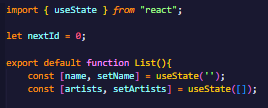 import { useState } from "react";
let nextId = 0;
export default function List(){
const [name, setName] = useState('');
const [artists, setArtists] = useState([]);